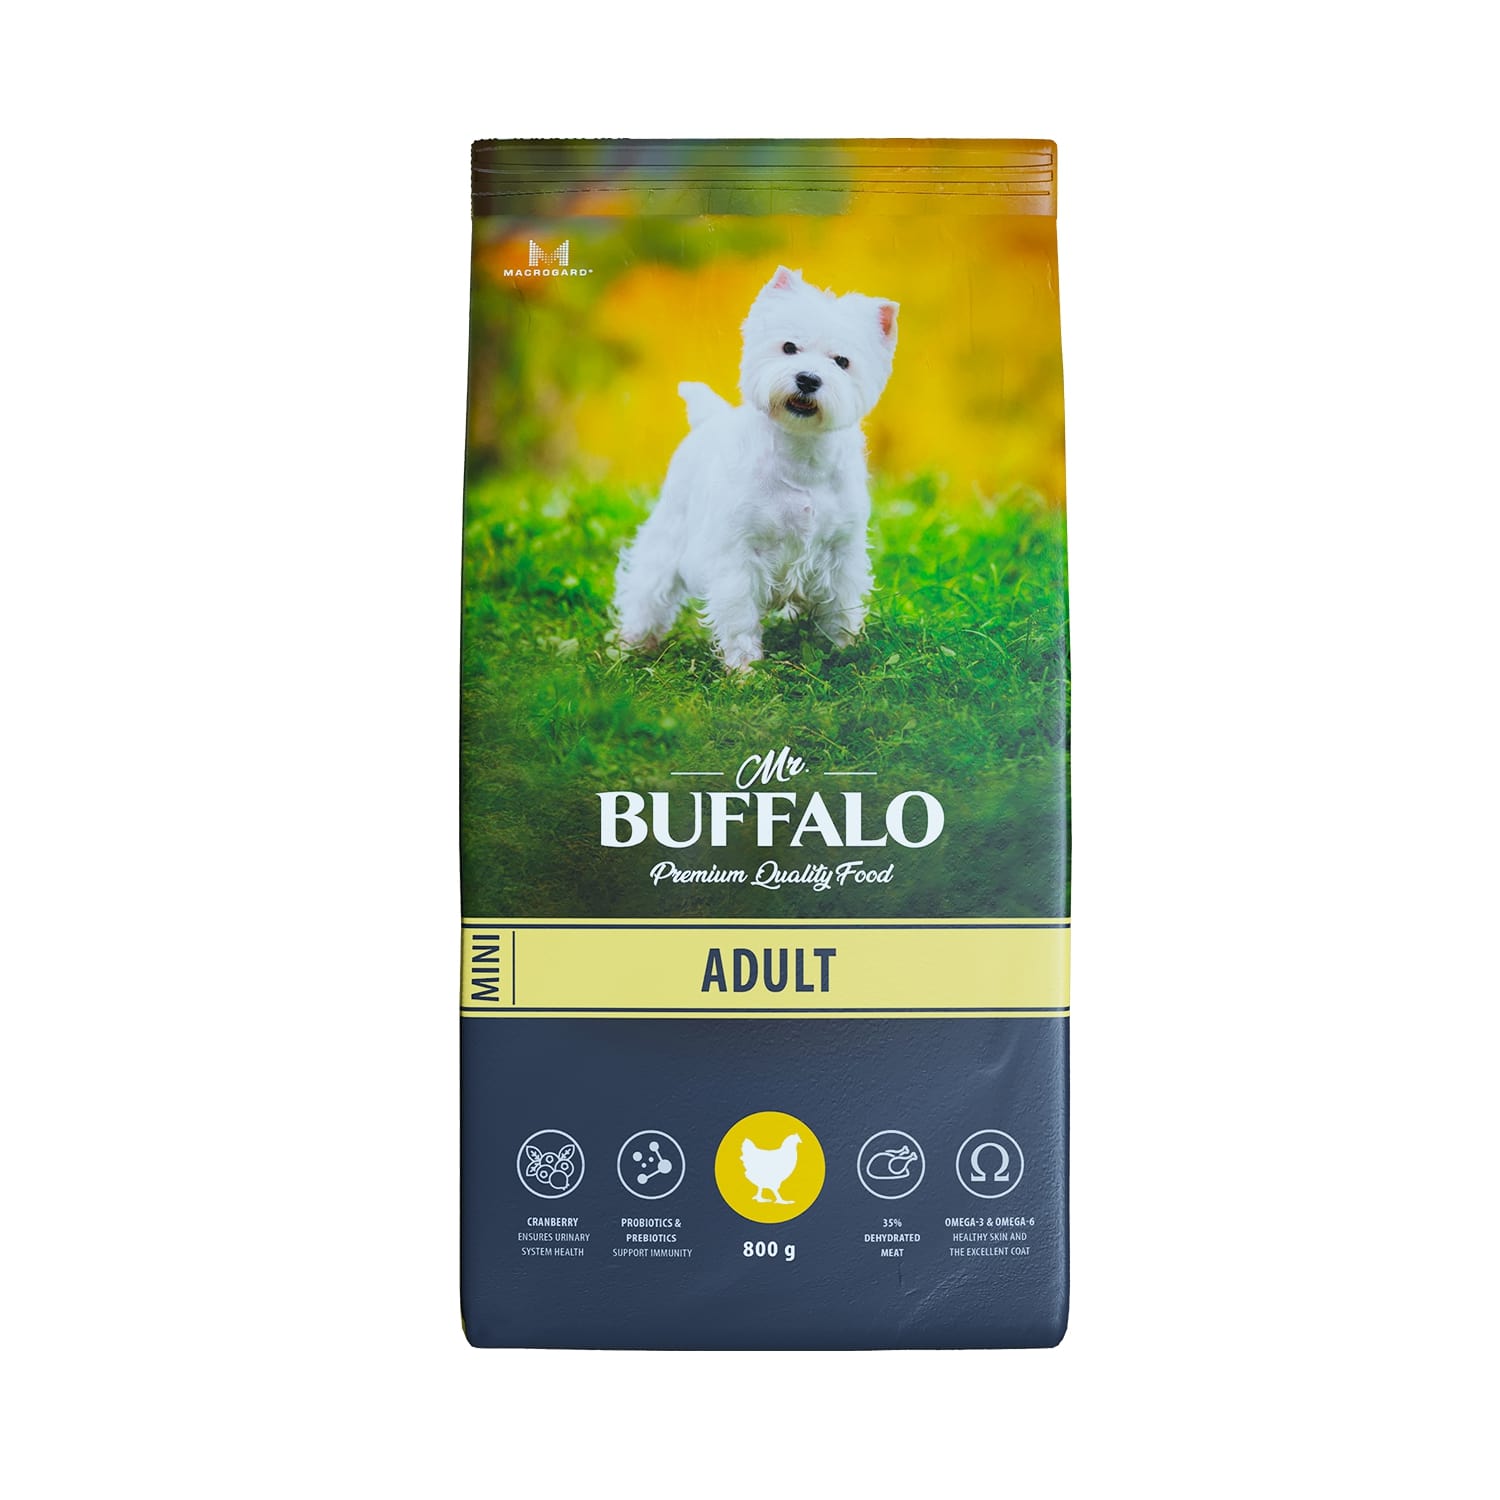 MACROGARD®
Mr.
BUFFALO
Premium Quality Food
MINI
ADULT
CRANBERRY
ENSURES URINARY
SYSTEM HEALTH
PROBIOTICS &
PREBIOTICS
SUPPORT IMMUNITY
800 g
35%
DEHYDRATED
MEAT
OMEGA-3 & OMEGA-6
HEALTHY SKIN AND
THE EXCELLENT COAT